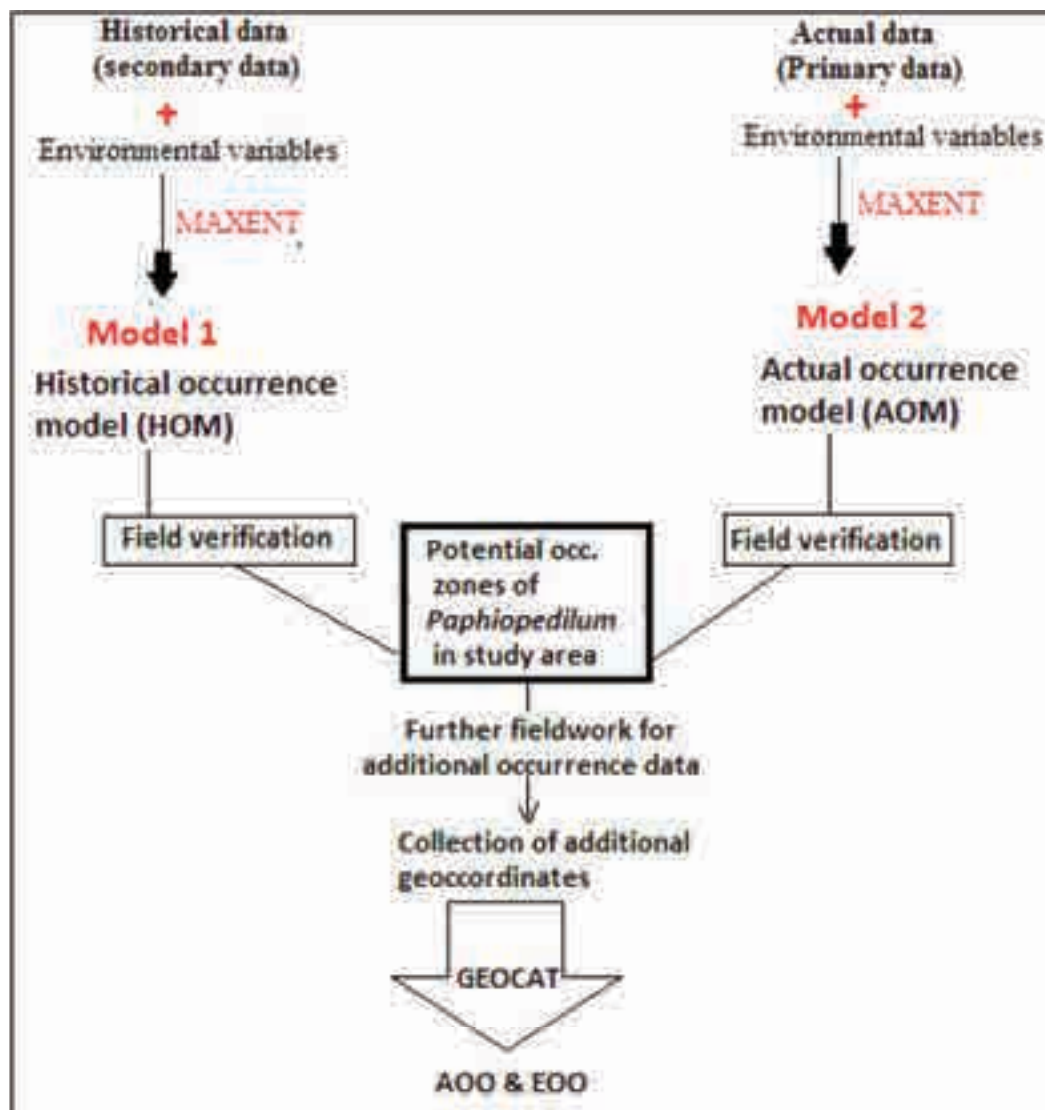 Historical data
(secondary data)
+
Environmental variables
MAXENT
Model 1
Historical occurrence
model (HOM)
Field verification
Actual data
(Primary data)
+
Environmental variables
MAXENT
Model 2
Actual occurrence
model (AOM)
Field verification
Potential occ.
zones of
Paphiopedilum
in study area
Further fieldwork for
additional occurrence data
Collection of additional
geoccordinates
GEOCAT
AOO & EOO